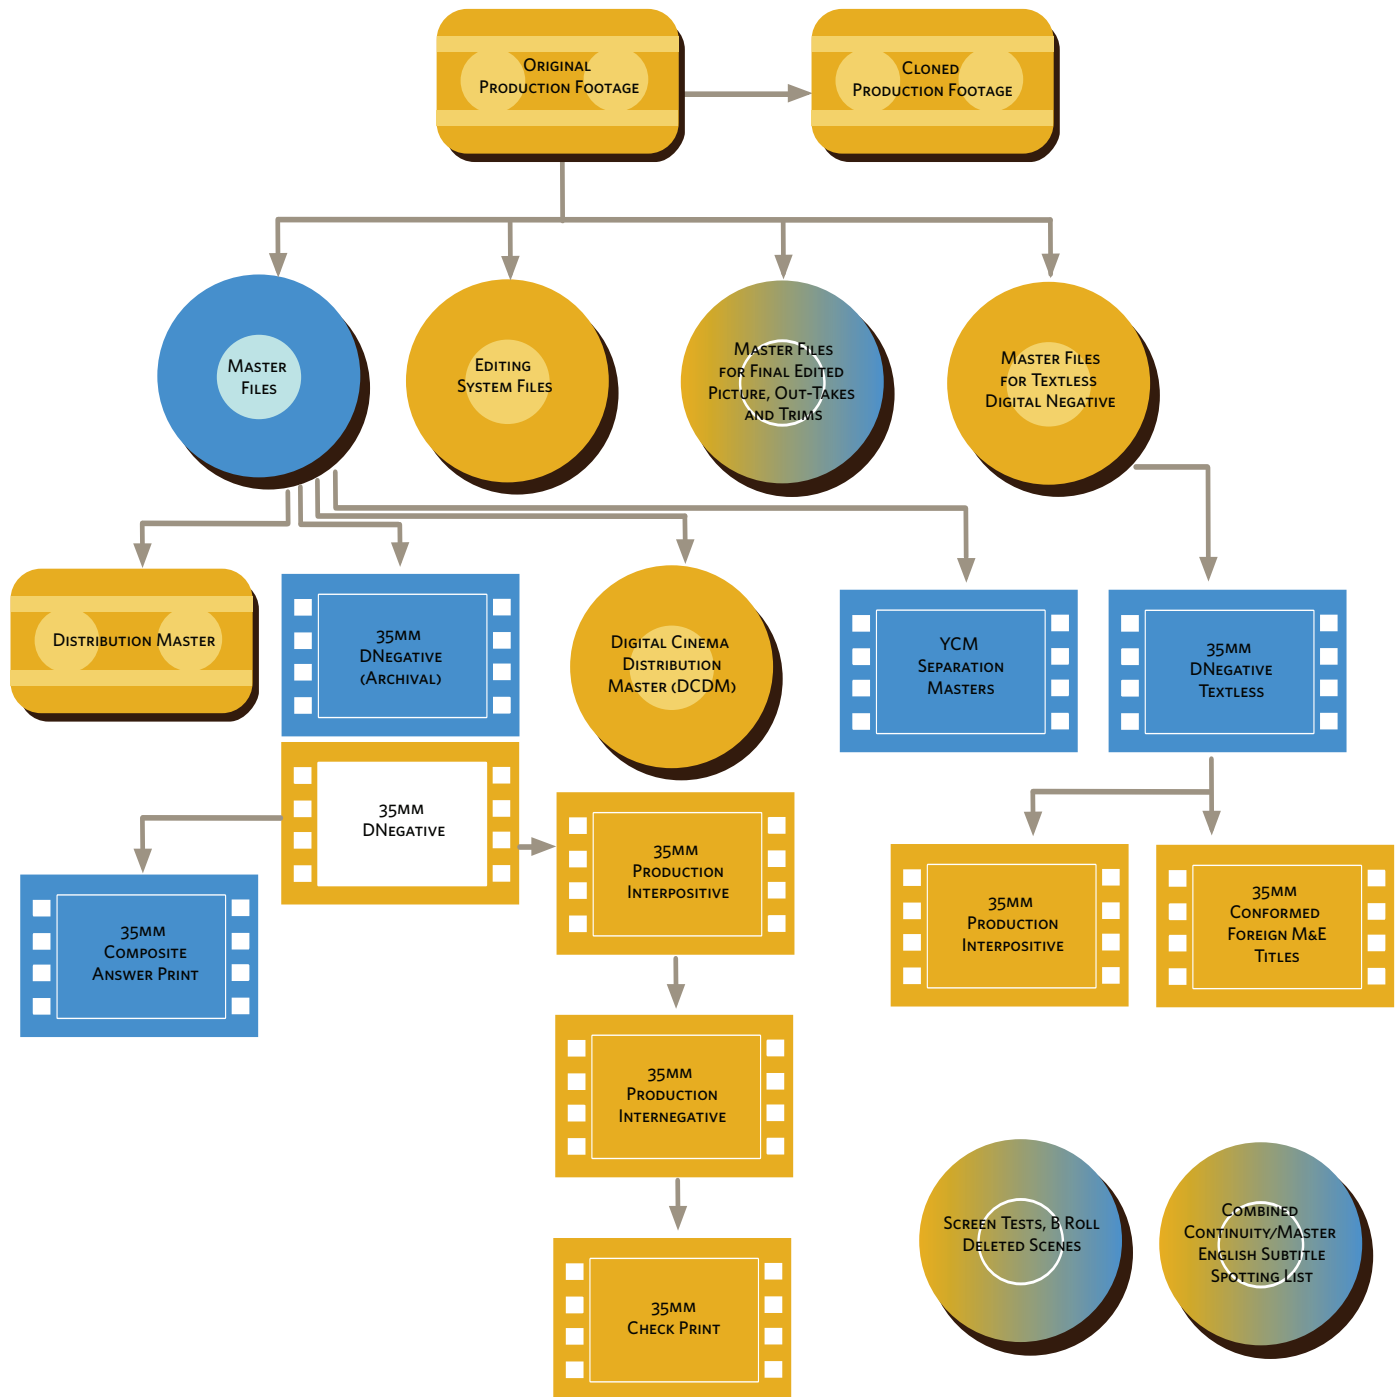 Original
Production Footage
Cloned
Production Footage
Master
Files
Editing
System Files
Master Files
for Final Edited
Picture, Out-Takes
and Trims
Master Files
for Textless
Digital Negative
Distribution Master
35mm
DNegative
(Archival)
Digital Cinema
Distribution
Master (DCDM)
YCM
Separation
Masters
35mm
DNegative
Textless
35mm
DNegative
35mm
Production
Interpositive
35mm
Composite
Answer Print
35mm
Production
Interpositive
35mm
Conformed
Foreign M&E
Titles
35mm
Production
Internegative
Screen Tests, B Roll
Deleted Scenes
Combined
Continuity/Master
English Subtitle
Spotting List
35mm
Check Print